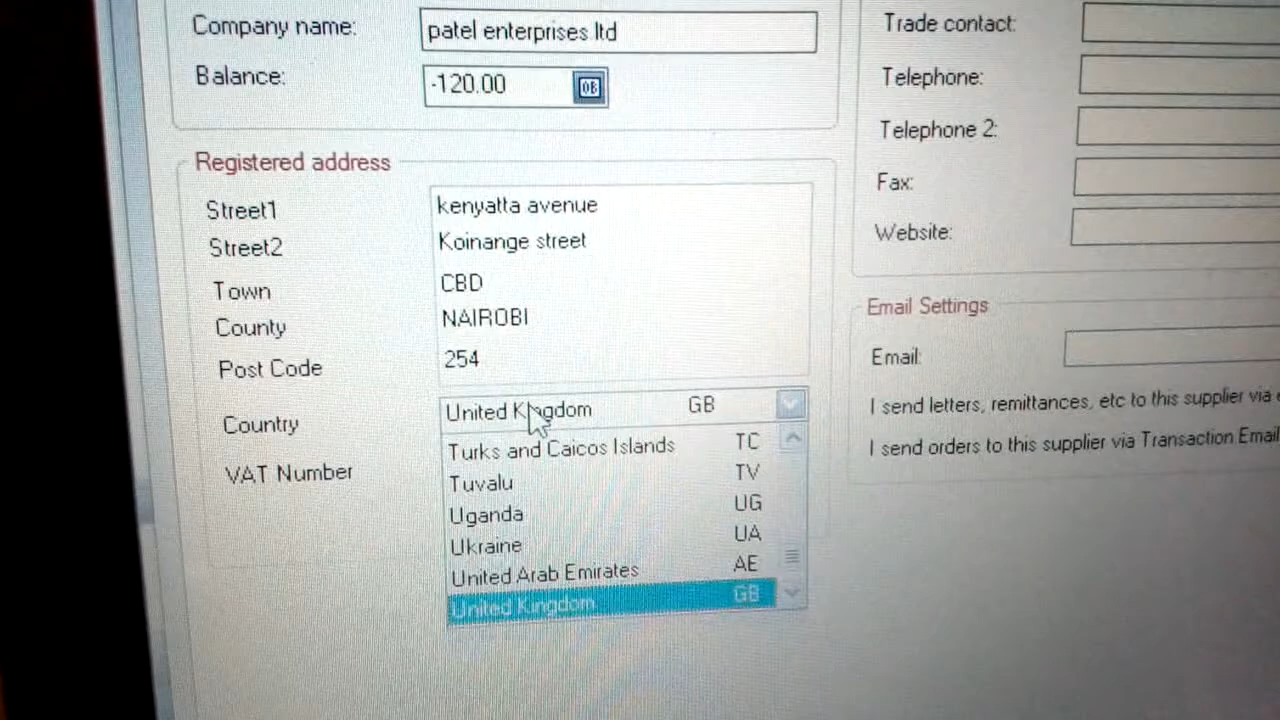 Company name: patel enterprises ltd
Balance: -120.00
Registered address
Street1 kenyatta avenue
Street2 Koinange street
Town CBD
County NAIROBI
Post Code 254
Country United Kingdom GB
Turks and Caicos Islands TC
Tuvalu TV
Uganda UG
Ukraine UA
United Arab Emirates AE
United Kingdom GB
VAT Number
Trade contact:
Telephone:
Telephone 2:
Fax:
Website:
Email Settings
Email:
I send letters, remittances, etc to this supplier via
I send orders to this supplier via Transaction Email